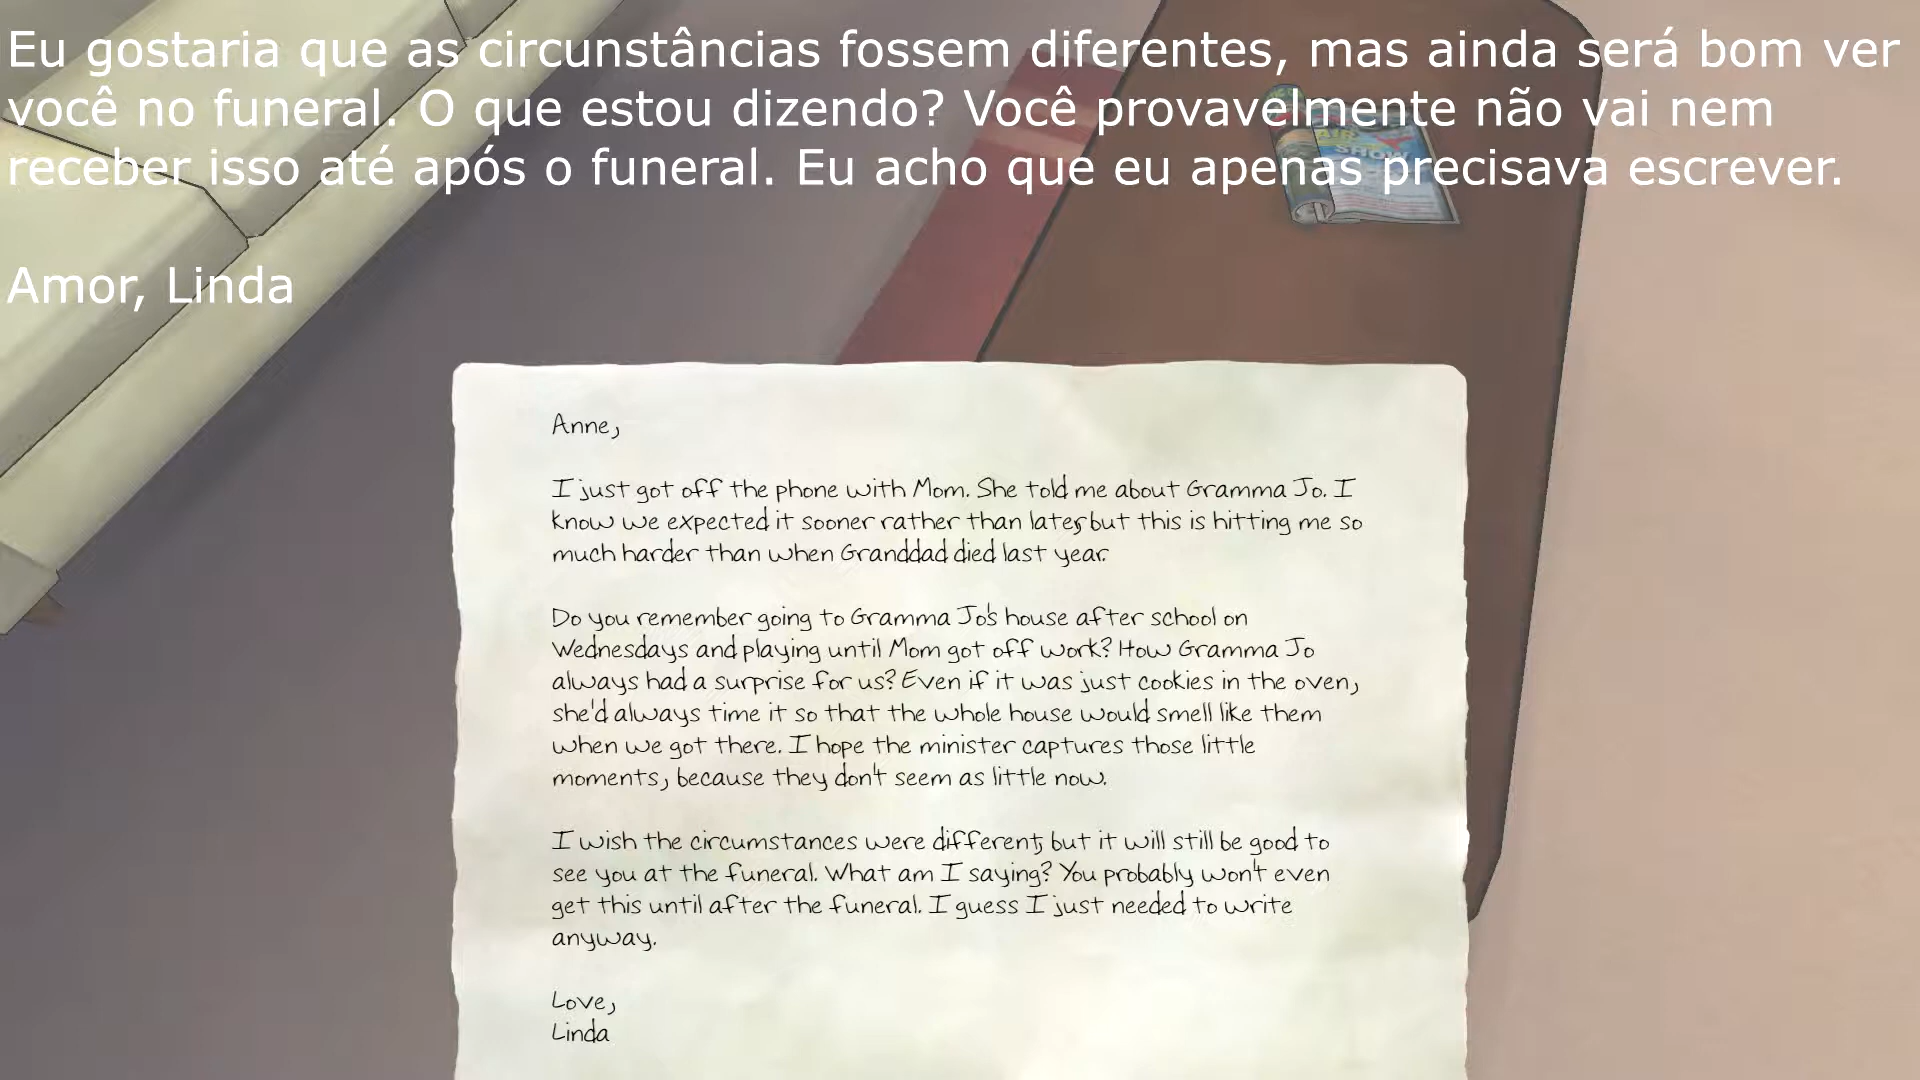 Eu gostaria que as circunstâncias fossem diferentes, mas ainda será bom ver
você no funeral. O que estou dizendo? Você provavelmente não vai nem
receber isso até após o funeral. Eu acho que eu apenas precisava escrever.
Amor, Linda
AIR
SHOW
Anne,
I just got off the phone with Mom. She told me about Gramma Jo. I
know we expected it sooner rather than later, but this is hitting me so
much harder than when Granddad died last year.
Do you remember going to Gramma Jo's house after school on
Wednesdays and playing until Mom got off work? How Gramma Jo
always had a surprise for us? Even if it was just cookies in the oven,
she'd always time it so that the whole house would smell like them
when we got there. I hope the minister captures those little
moments, because they don't seem as little now.
I wish the circumstances were different, but it will still be good to
see you at the funeral. What am I saying? You probably won't even
get this until after the funeral. I guess I just needed to write
anyway.
Love,
Linda